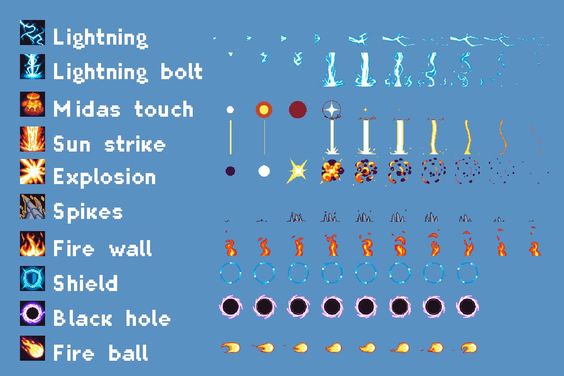 Lightning
Lightning bolt
Midas touch
Sun strike
Explosion
Spikes
Fire wall
Shield
Black hole
Fire ball